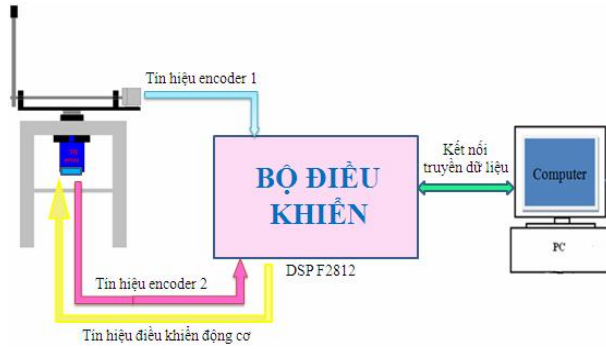 Tín hiệu encoder 1
BỘ ĐIỀU
KHIỂN
Kết nối
truyền dữ liệu
Computer
PC
DSP F2812
Tín hiệu encoder 2
Tín hiệu điều khiển động cơ